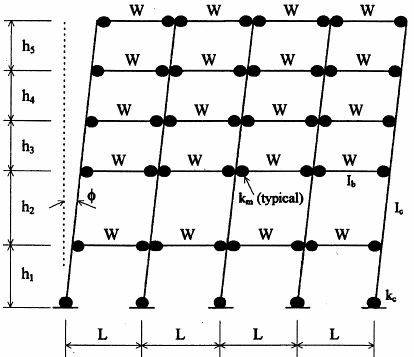 W W W W
h5
W W W W
h4
W W W W
h3
W W W W
km (typical) Ib
h2 ϕ Ic
W W W W
h1
kc
L L L L